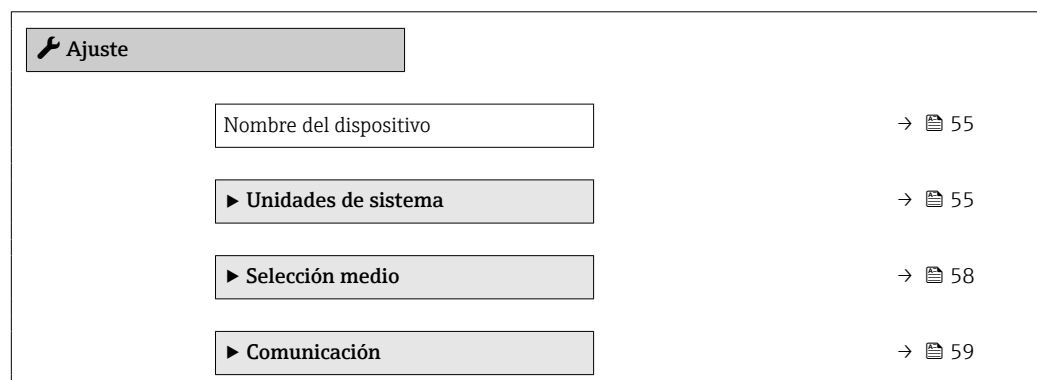 Ajuste
Nombre del dispositivo → 55
▶ Unidades de sistema → 55
▶ Selección medio → 58
▶ Comunicación → 59